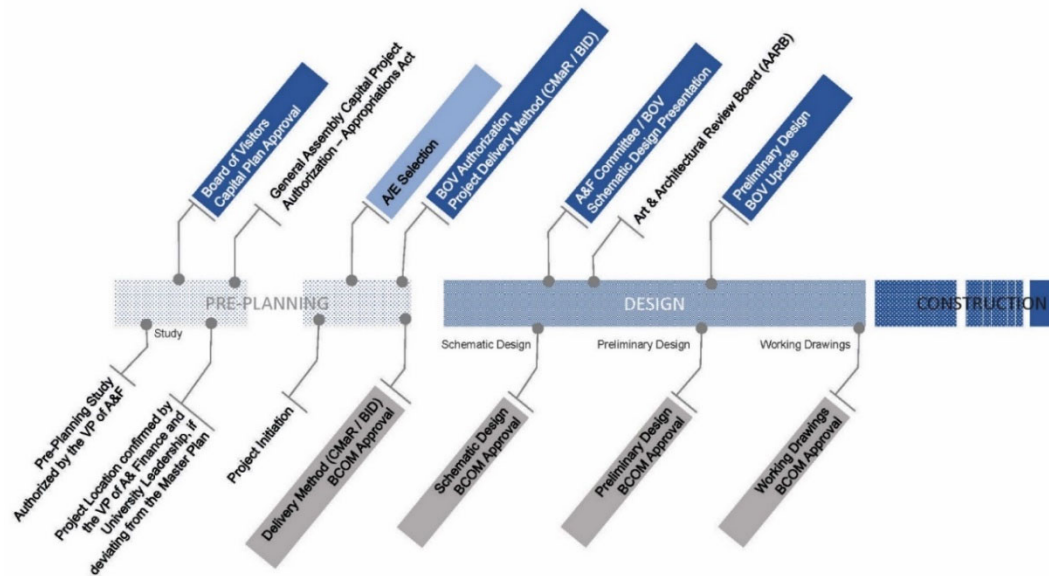 Board of Visitors
Capital Plan Approval
General Assembly Capital Project
Authorization – Appropriations Act
A/E Selection
BOV Authorization
Project Delivery Method (CMaR / BID)
A&F Committee / BOV
Schematic Design Presentation
Art & Architectural Review Board (AARB)
Preliminary Design
BOV Update
PRE-PLANNING
DESIGN
CONSTRUCTION
Study
Schematic Design
Preliminary Design
Working Drawings
Pre-Planning Study
Authorized by the VP of A&F
Project Location confirmed by
the VP of A& Finance and
University Leadership, if
deviating from the Master Plan
Project Initiation
Delivery Method (CMaR / BID)
BCOM Approval
Schematic Design
BCOM Approval
Preliminary Design
BCOM Approval
Working Drawings
BCOM Approval